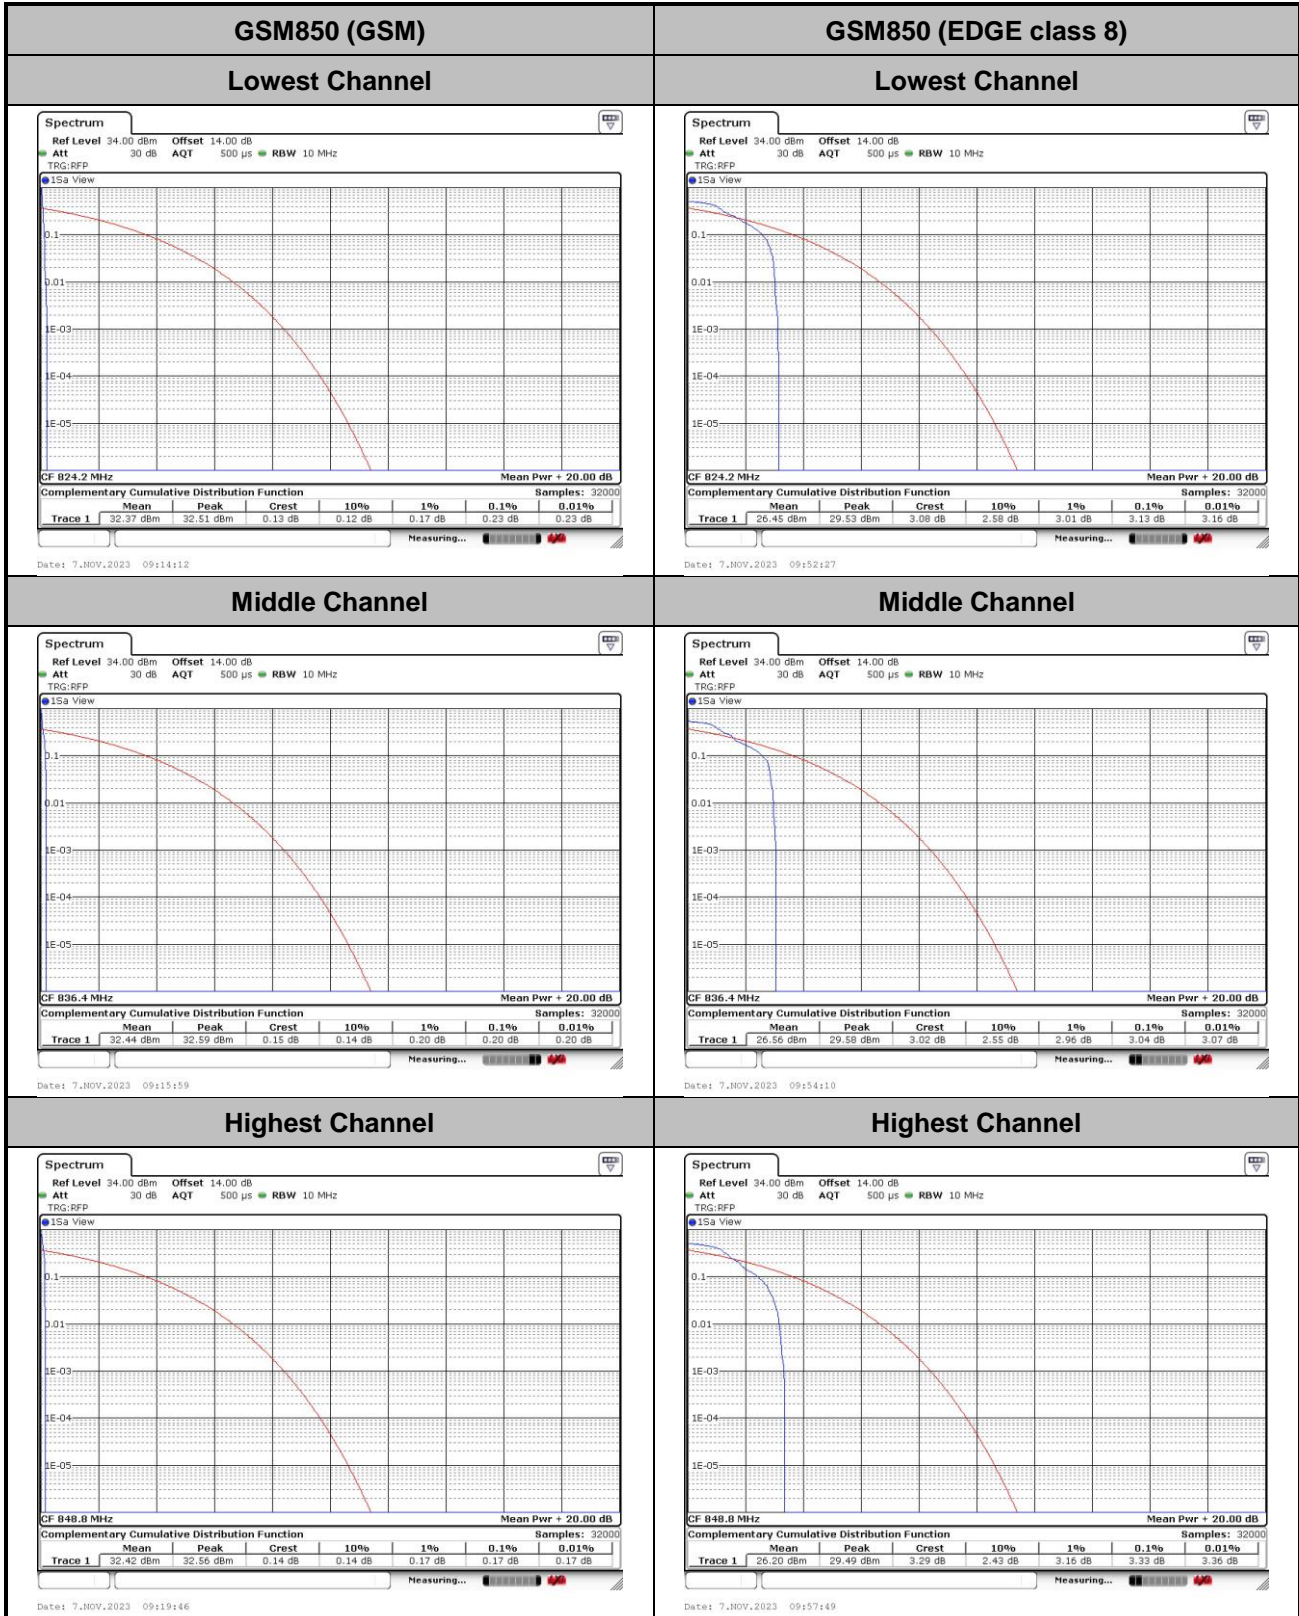 GSM850 (GSM)
GSM850 (EDGE class 8)
Lowest Channel
Lowest Channel
Spectrum
Ref Level 34.00 dBm Offset 14.00 dB
Att 30 dB AQT 500 µs RBW 10 MHz
TRG:RFP
1Sa View
0.1
0.01
1E-03
1E-04
1E-05
CF 824.2 MHz Mean Pwr + 20.00 dB
Complementary Cumulative Distribution Function Samples: 32000
Mean Peak Crest 10% 1% 0.1% 0.01%
Trace 1 32.37 dBm 32.51 dBm 0.13 dB 0.12 dB 0.17 dB 0.23 dB 0.23 dB
Measuring...
Date: 7.NOV.2023 09:14:12
Spectrum
Ref Level 34.00 dBm Offset 14.00 dB
Att 30 dB AQT 500 µs RBW 10 MHz
TRG:RFP
1Sa View
0.1
0.01
1E-03
1E-04
1E-05
CF 824.2 MHz Mean Pwr + 20.00 dB
Complementary Cumulative Distribution Function Samples: 32000
Mean Peak Crest 10% 1% 0.1% 0.01%
Trace 1 26.45 dBm 29.53 dBm 3.08 dB 2.58 dB 3.01 dB 3.13 dB 3.16 dB
Measuring...
Date: 7.NOV.2023 09:52:27
Middle Channel
Middle Channel
Spectrum
Ref Level 34.00 dBm Offset 14.00 dB
Att 30 dB AQT 500 µs RBW 10 MHz
TRG:RFP
1Sa View
0.1
0.01
1E-03
1E-04
1E-05
CF 836.4 MHz Mean Pwr + 20.00 dB
Complementary Cumulative Distribution Function Samples: 32000
Mean Peak Crest 10% 1% 0.1% 0.01%
Trace 1 32.44 dBm 32.59 dBm 0.15 dB 0.14 dB 0.20 dB 0.20 dB 0.20 dB
Measuring...
Date: 7.NOV.2023 09:15:59
Spectrum
Ref Level 34.00 dBm Offset 14.00 dB
Att 30 dB AQT 500 µs RBW 10 MHz
TRG:RFP
1Sa View
0.1
0.01
1E-03
1E-04
1E-05
CF 836.4 MHz Mean Pwr + 20.00 dB
Complementary Cumulative Distribution Function Samples: 32000
Mean Peak Crest 10% 1% 0.1% 0.01%
Trace 1 26.56 dBm 29.58 dBm 3.02 dB 2.55 dB 2.96 dB 3.04 dB 3.07 dB
Measuring...
Date: 7.NOV.2023 09:54:10
Highest Channel
Highest Channel
Spectrum
Ref Level 34.00 dBm Offset 14.00 dB
Att 30 dB AQT 500 µs RBW 10 MHz
TRG:RFP
1Sa View
0.1
0.01
1E-03
1E-04
1E-05
CF 848.8 MHz Mean Pwr + 20.00 dB
Complementary Cumulative Distribution Function Samples: 32000
Mean Peak Crest 10% 1% 0.1% 0.01%
Trace 1 32.42 dBm 32.56 dBm 0.14 dB 0.14 dB 0.17 dB 0.17 dB 0.17 dB
Measuring...
Date: 7.NOV.2023 09:19:46
Spectrum
Ref Level 34.00 dBm Offset 14.00 dB
Att 30 dB AQT 500 µs RBW 10 MHz
TRG:RFP
1Sa View
0.1
0.01
1E-03
1E-04
1E-05
CF 848.8 MHz Mean Pwr + 20.00 dB
Complementary Cumulative Distribution Function Samples: 32000
Mean Peak Crest 10% 1% 0.1% 0.01%
Trace 1 26.20 dBm 29.49 dBm 3.29 dB 2.43 dB 3.16 dB 3.33 dB 3.36 dB
Measuring...
Date: 7.NOV.2023 09:57:49